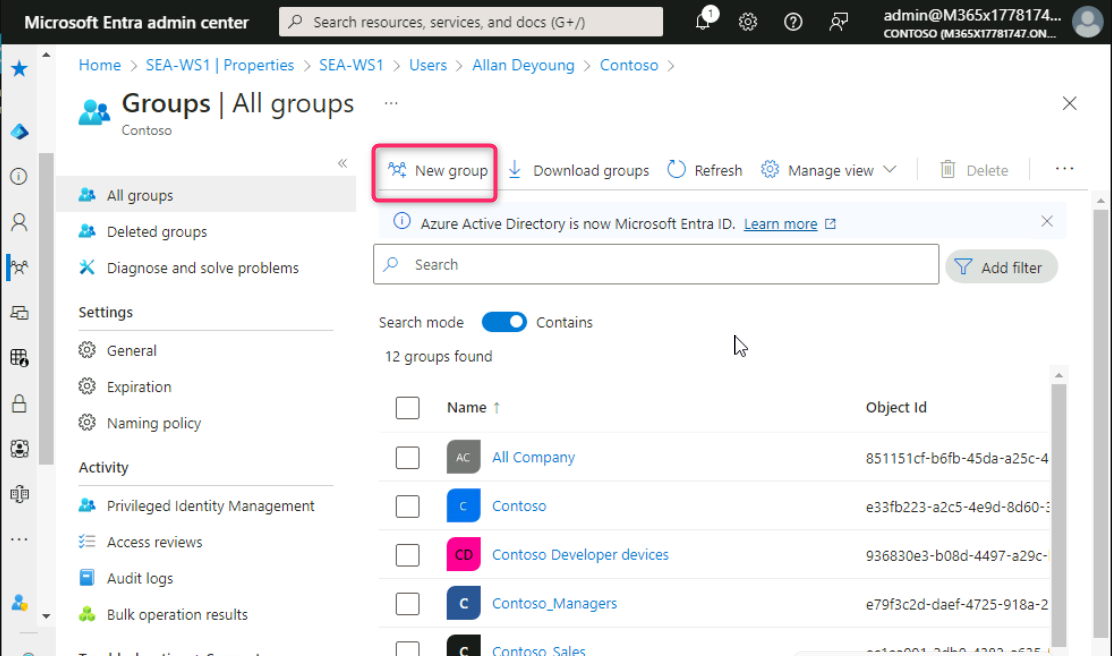 Microsoft Entra admin center
Search resources, services, and docs (G+/)
1
admin@M365x1778174...
CONTOSO (M365X17781747.ON...
Home > SEA-WS1 | Properties > SEA-WS1 > Users > Allan Deyoung > Contoso >
Groups | All groups ...
Contoso
New group
Download groups
Refresh
Manage view
Delete
...
All groups
Deleted groups
Diagnose and solve problems
Settings
General
Expiration
Naming policy
Activity
Privileged Identity Management
Access reviews
Audit logs
Bulk operation results
Azure Active Directory is now Microsoft Entra ID. Learn more
Search
Add filter
Search mode Contains
12 groups found
Name ↑ Object Id
AC All Company 851151cf-b6fb-45da-a25c-4
C Contoso e33fb223-a2c5-4e9d-8d60-
CD Contoso Developer devices 936830e3-b08d-4497-a29c-
C Contoso_Managers e79f3c2d-daef-4725-918a-2
C Contoso_Sales